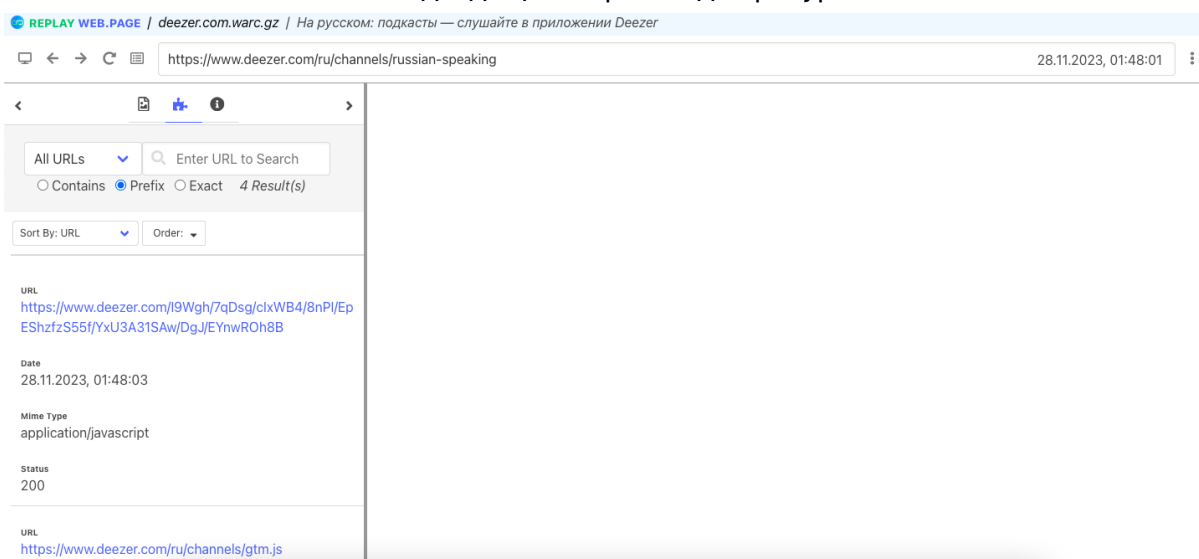 REPLAY WEB.PAGE / deezer.com.warc.gz / На русском: подкасты — слушайте в приложении Deezer
https://www.deezer.com/ru/channels/russian-speaking 28.11.2023, 01:48:01
All URLs Enter URL to Search
Contains Prefix Exact 4 Result(s)
Sort By: URL Order:
URL
https://www.deezer.com/l9Wgh/7qDsg/clxWB4/8nPl/Ep
EShzfzS55f/YxU3A31SAw/DgJ/EYnwROh8B
Date
28.11.2023, 01:48:03
Mime Type
application/javascript
Status
200
URL
https://www.deezer.com/ru/channels/gtm.js